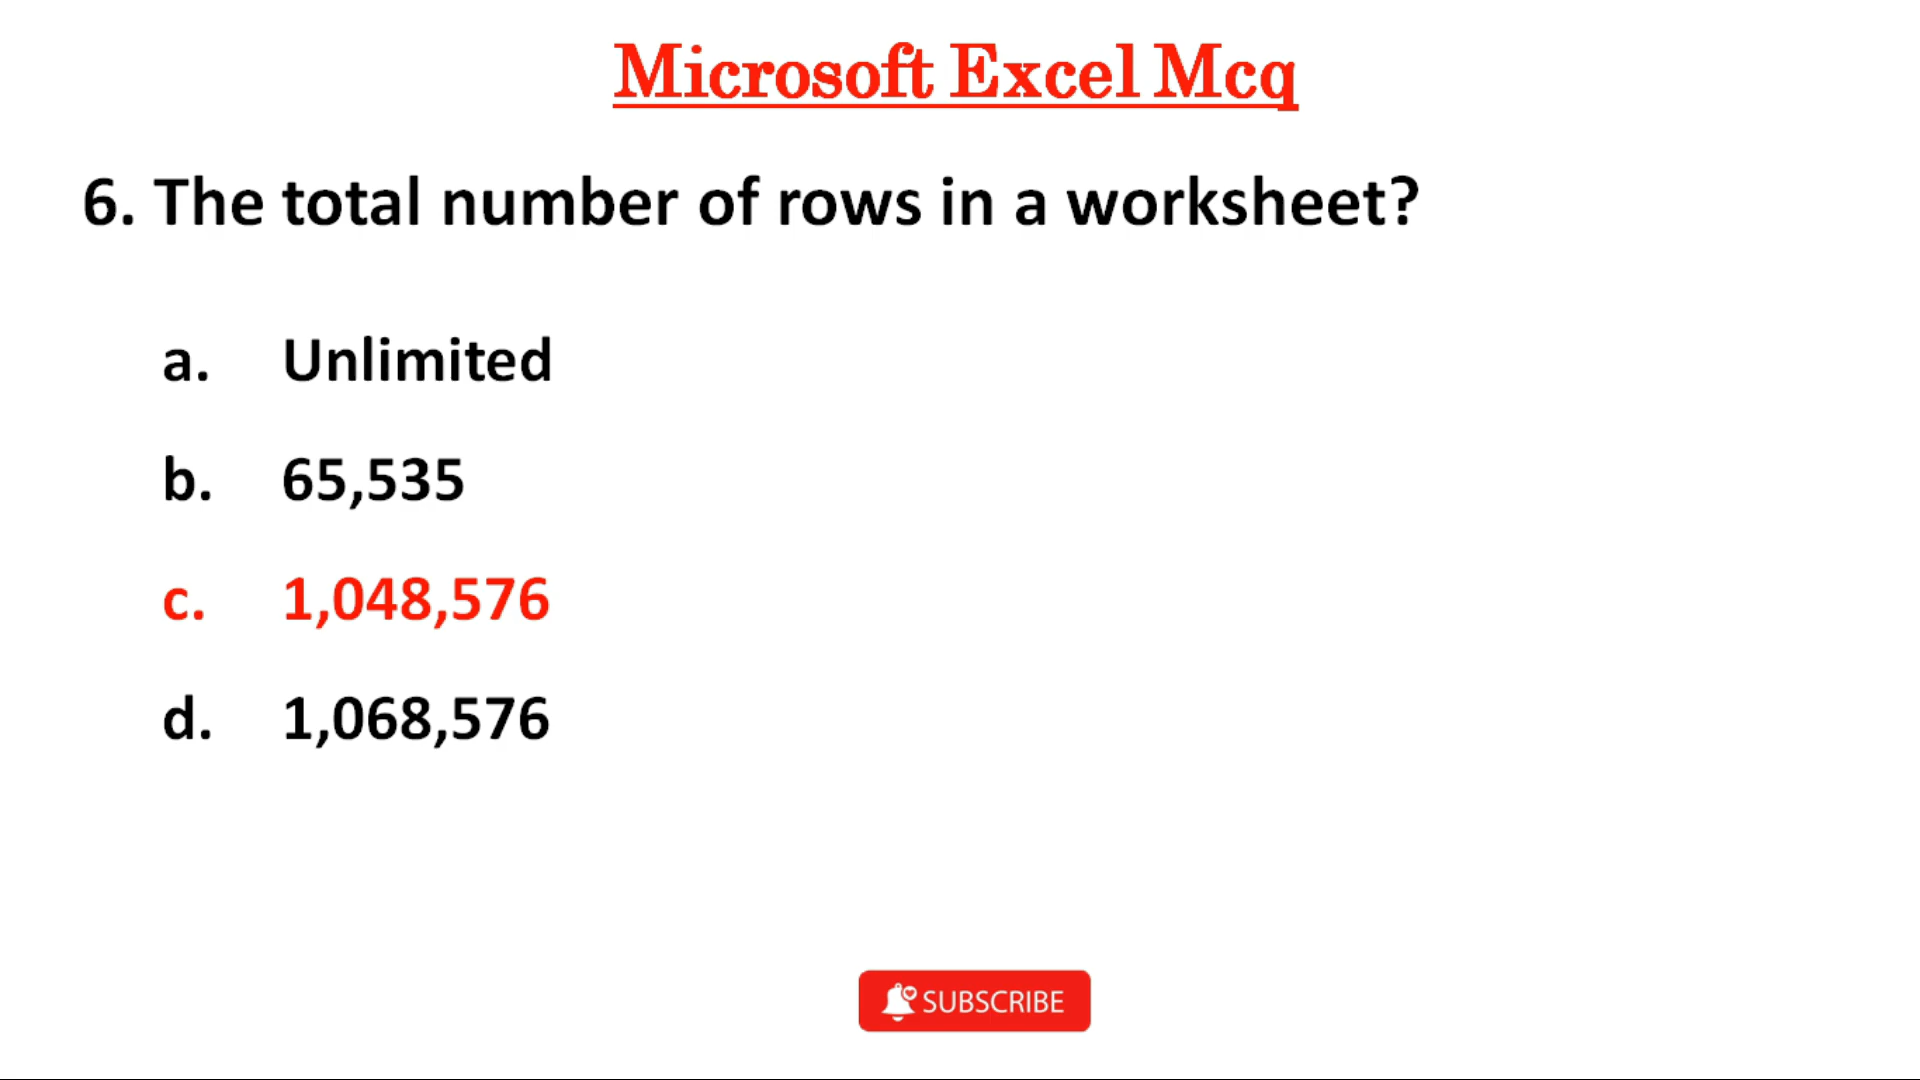 Microsoft Excel Mcq
6. The total number of rows in a worksheet?
a. Unlimited
b. 65,535
c. 1,048,576
d. 1,068,576
SUBSCRIBE